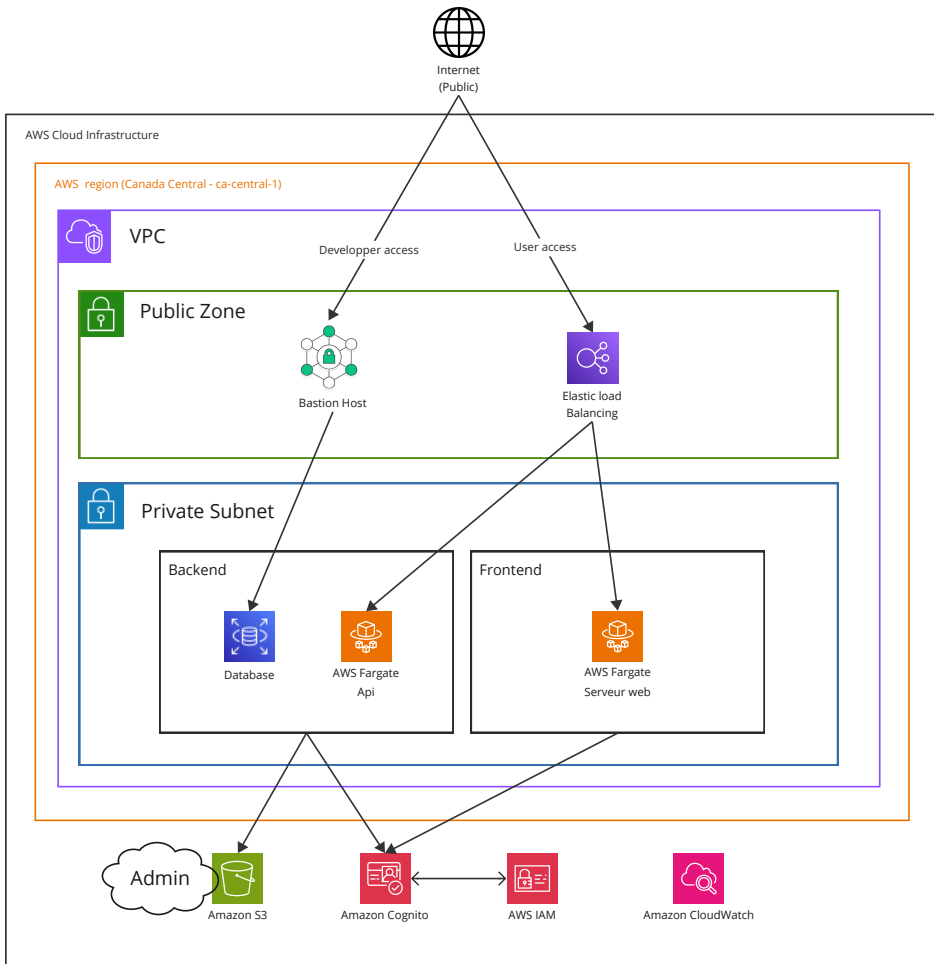 Internet
(Public)
AWS Cloud Infrastructure
AWS region (Canada Central - ca-central-1)
VPC
Developper access
User access
Public Zone
Bastion Host
Elastic load
Balancing
Private Subnet
Backend
Frontend
Database
AWS Fargate
Api
AWS Fargate
Serveur web
Admin
Amazon S3
Amazon Cognito
AWS IAM
Amazon CloudWatch